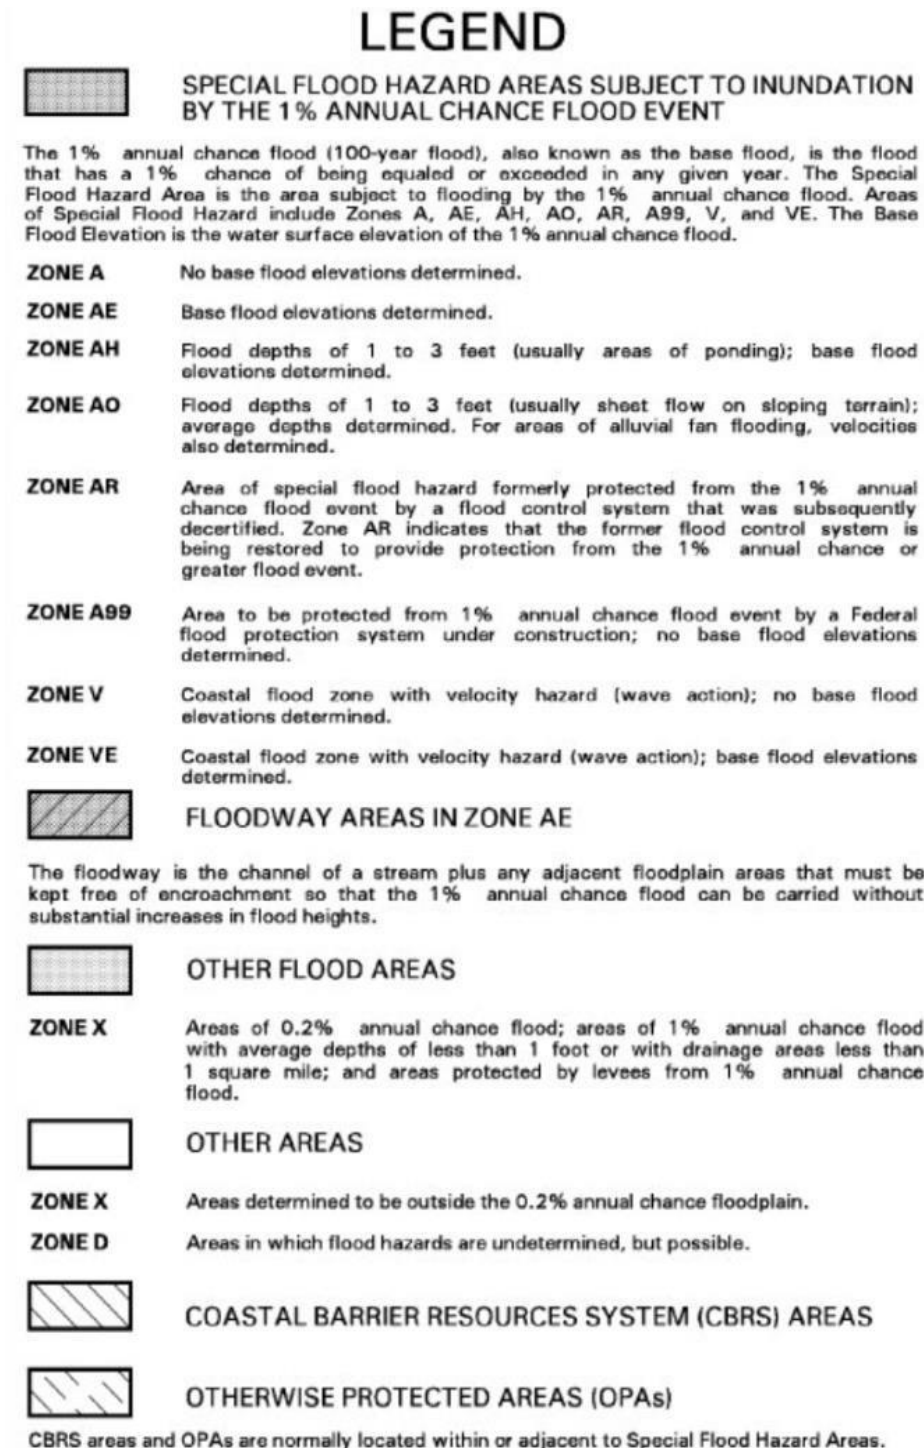 LEGEND
SPECIAL FLOOD HAZARD AREAS SUBJECT TO INUNDATION
BY THE 1% ANNUAL CHANCE FLOOD EVENT
The 1% annual chance flood (100-year flood), also known as the base flood, is the flood
that has a 1% chance of being equaled or exceeded in any given year. The Special
Flood Hazard Area is the area subject to flooding by the 1% annual chance flood. Areas
of Special Flood Hazard include Zones A, AE, AH, AO, AR, A99, V, and VE. The Base
Flood Elevation is the water surface elevation of the 1% annual chance flood.
ZONE A No base flood elevations determined.
ZONE AE Base flood elevations determined.
ZONE AH Flood depths of 1 to 3 feet (usually areas of ponding); base flood
elevations determined.
ZONE AO Flood depths of 1 to 3 feet (usually sheet flow on sloping terrain);
average depths determined. For areas of alluvial fan flooding, velocities
also determined.
ZONE AR Area of special flood hazard formerly protected from the 1% annual
chance flood event by a flood control system that was subsequently
decertified. Zone AR indicates that the former flood control system is
being restored to provide protection from the 1% annual chance or
greater flood event.
ZONE A99 Area to be protected from 1% annual chance flood event by a Federal
flood protection system under construction; no base flood elevations
determined.
ZONE V Coastal flood zone with velocity hazard (wave action); no base flood
elevations determined.
ZONE VE Coastal flood zone with velocity hazard (wave action); base flood elevations
determined.
FLOODWAY AREAS IN ZONE AE
The floodway is the channel of a stream plus any adjacent floodplain areas that must be
kept free of encroachment so that the 1% annual chance flood can be carried without
substantial increases in flood heights.
OTHER FLOOD AREAS
ZONE X Areas of 0.2% annual chance flood; areas of 1% annual chance flood
with average depths of less than 1 foot or with drainage areas less than
1 square mile; and areas protected by levees from 1% annual chance
flood.
OTHER AREAS
ZONE X Areas determined to be outside the 0.2% annual chance floodplain.
ZONE D Areas in which flood hazards are undetermined, but possible.
COASTAL BARRIER RESOURCES SYSTEM (CBRS) AREAS
OTHERWISE PROTECTED AREAS (OPAs)
CBRS areas and OPAs are normally located within or adjacent to Special Flood Hazard Areas.